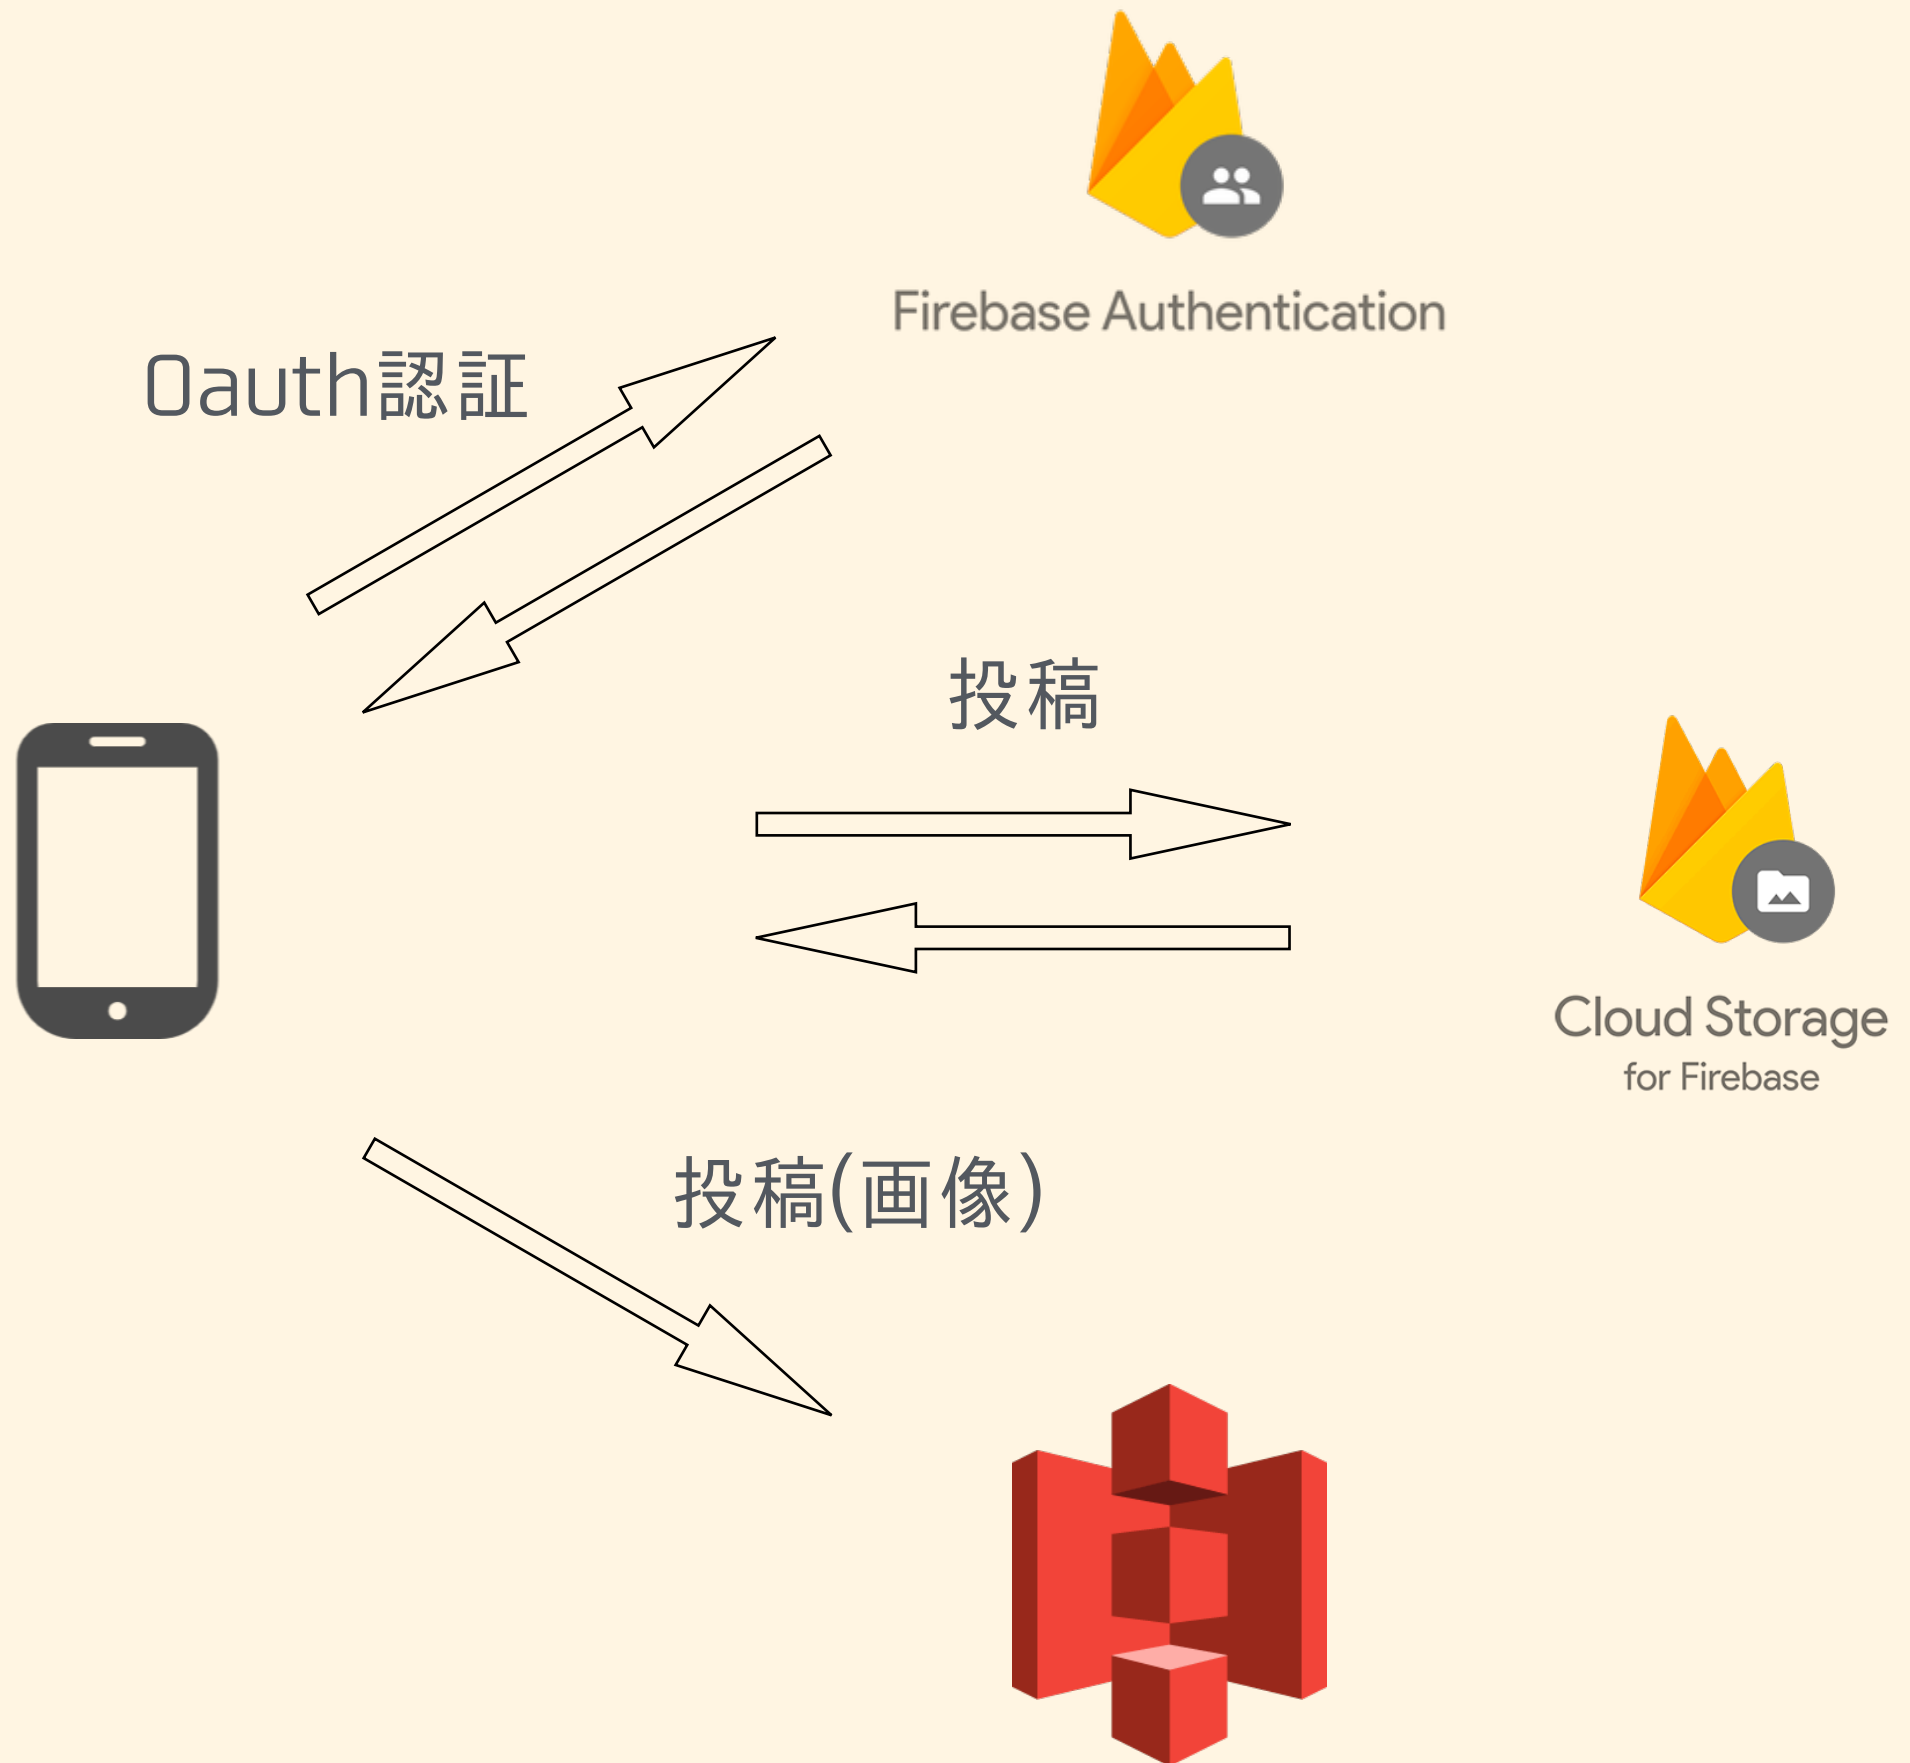 Firebase Authentication
Oauth認証
投稿
Cloud Storage
for Firebase
投稿(画像)